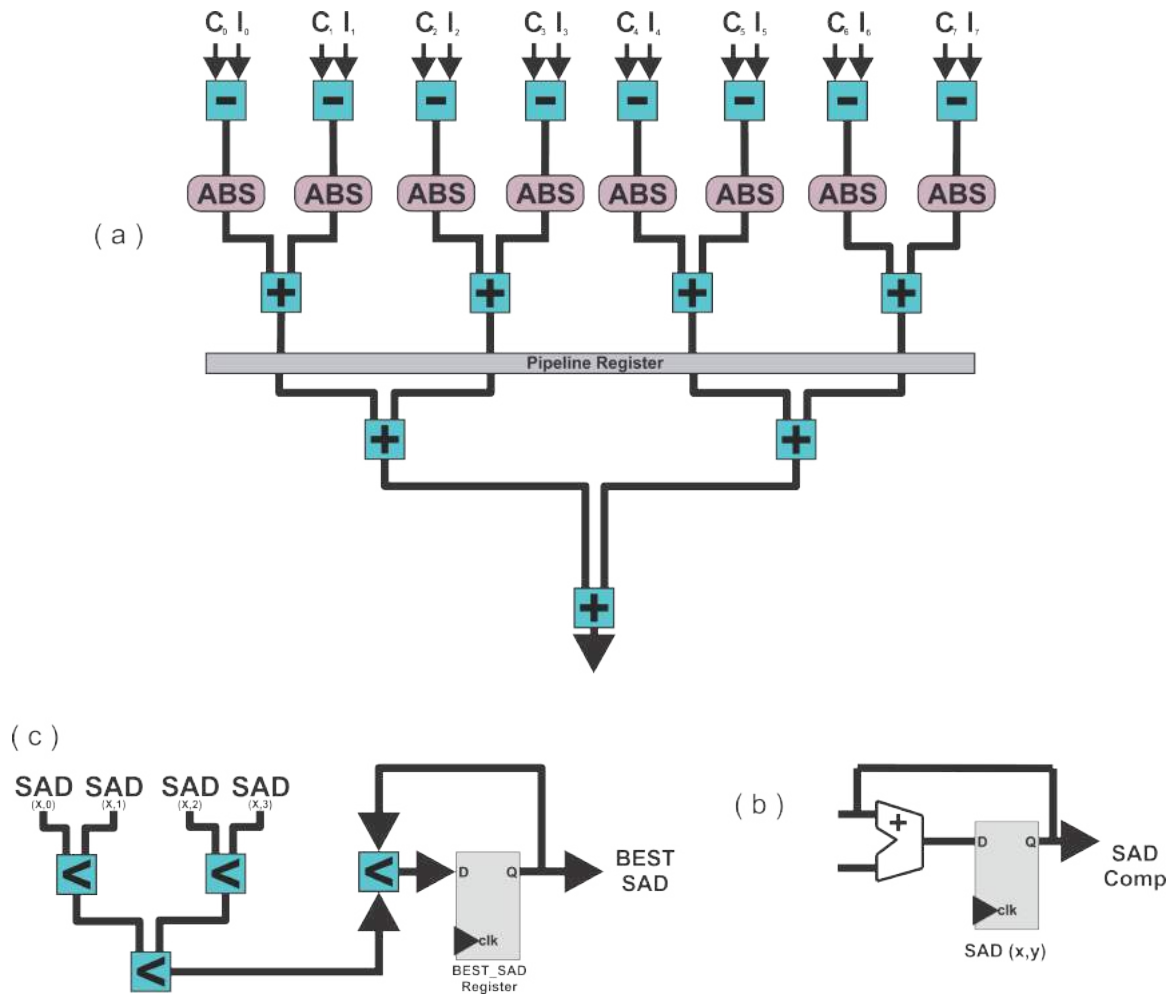 C₀ I₀ C₁ I₁ C₂ I₂ C₃ I₃ C₄ I₄ C₅ I₅ C₆ I₆ C₇ I₇
- - - - - - - -
ABS ABS ABS ABS ABS ABS ABS ABS
( a )
+ + + +
Pipeline Register
+ +
+
( c )
SAD SAD SAD SAD
(X,0) (X,1) (X,2) (X,3)
< <
<
<
D Q
clk
BEST_SAD
Register
BEST
SAD
( b )
+
D Q
clk
SAD (x,y)
SAD
Comp